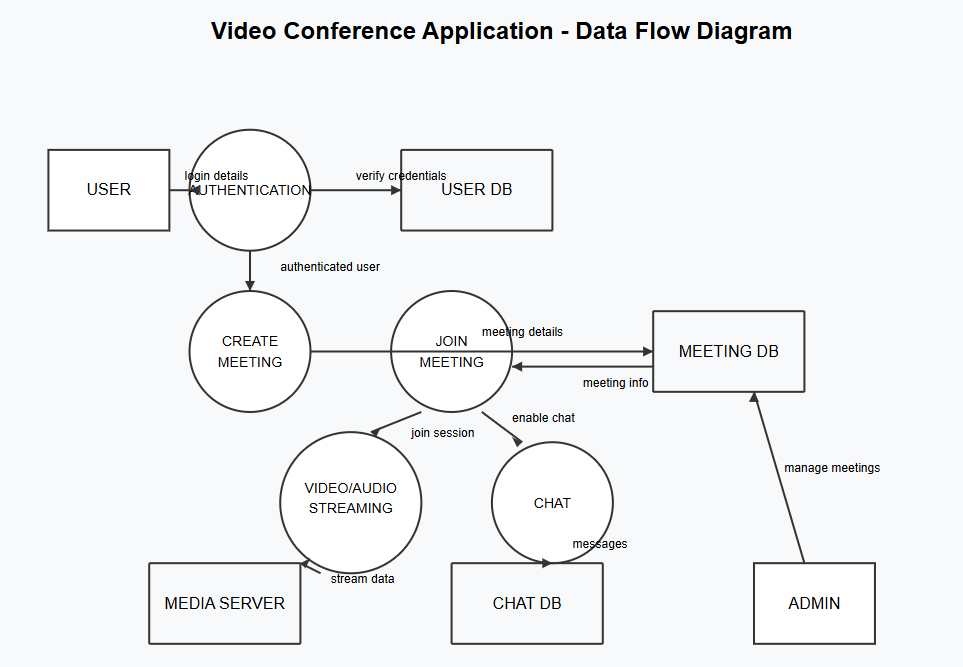 Video Conference Application - Data Flow Diagram
login details
verify credentials
USER
AUTHENTICATION
USER DB
authenticated user
meeting details
CREATE
MEETING
JOIN
MEETING
MEETING DB
meeting info
enable chat
join session
manage meetings
VIDEO/AUDIO
STREAMING
CHAT
messages
stream data
MEDIA SERVER
CHAT DB
ADMIN